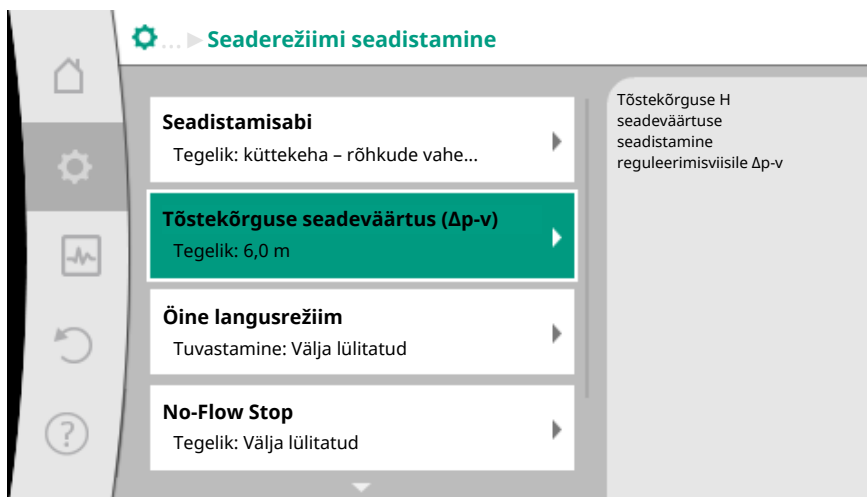 ... Seaderežiimi seadistamine
Seadistamisabi
Tegelik: küttekeha – rõhkude vahe...
Tõstekõrguse seadeväärtus (Δp-v)
Tegelik: 6,0 m
Öine langusrežiim
Tuvastamine: Välja lülitatud
No-Flow Stop
Tegelik: Välja lülitatud
Tõstekõrguse H
seadeväärtuse
seadistamine
reguleerimisviisile Δp-v
?